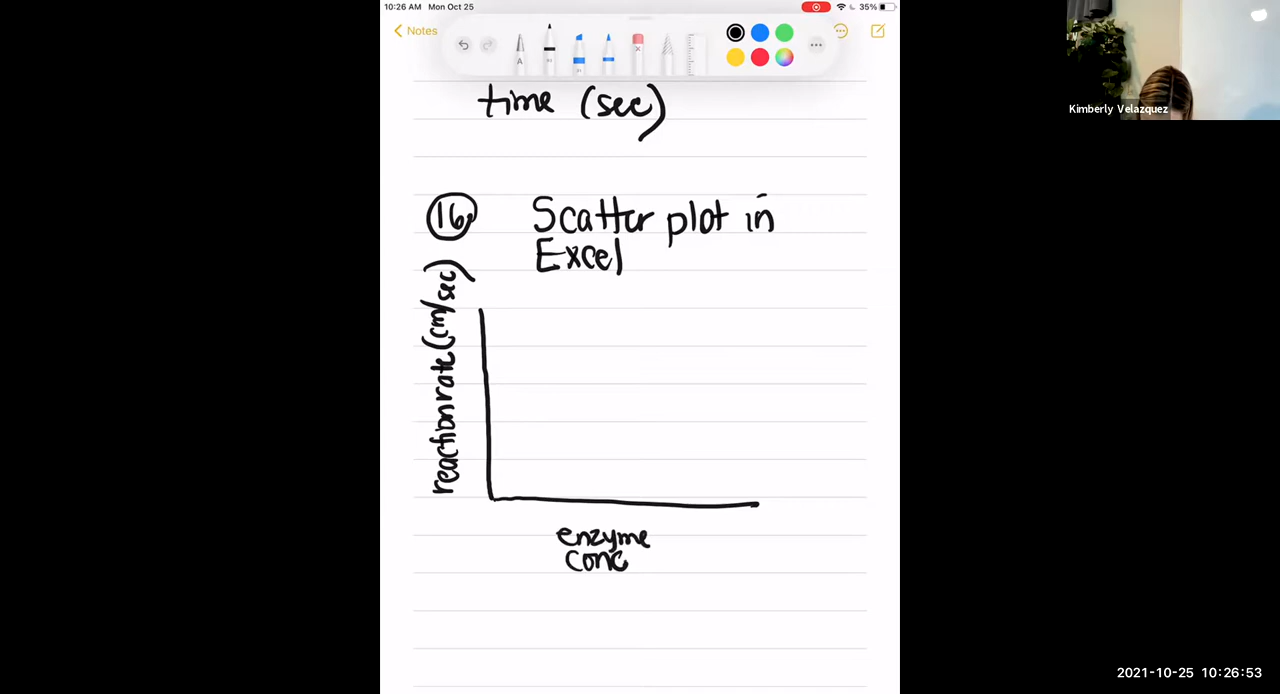 10:26 AM Mon Oct 25
35%
Notes
Kimberly Velazquez
time (sec)
16.
Scatter plot in
Excel
reaction rate (cm/sec)
enzyme
conc
2021-10-25 10:26:53